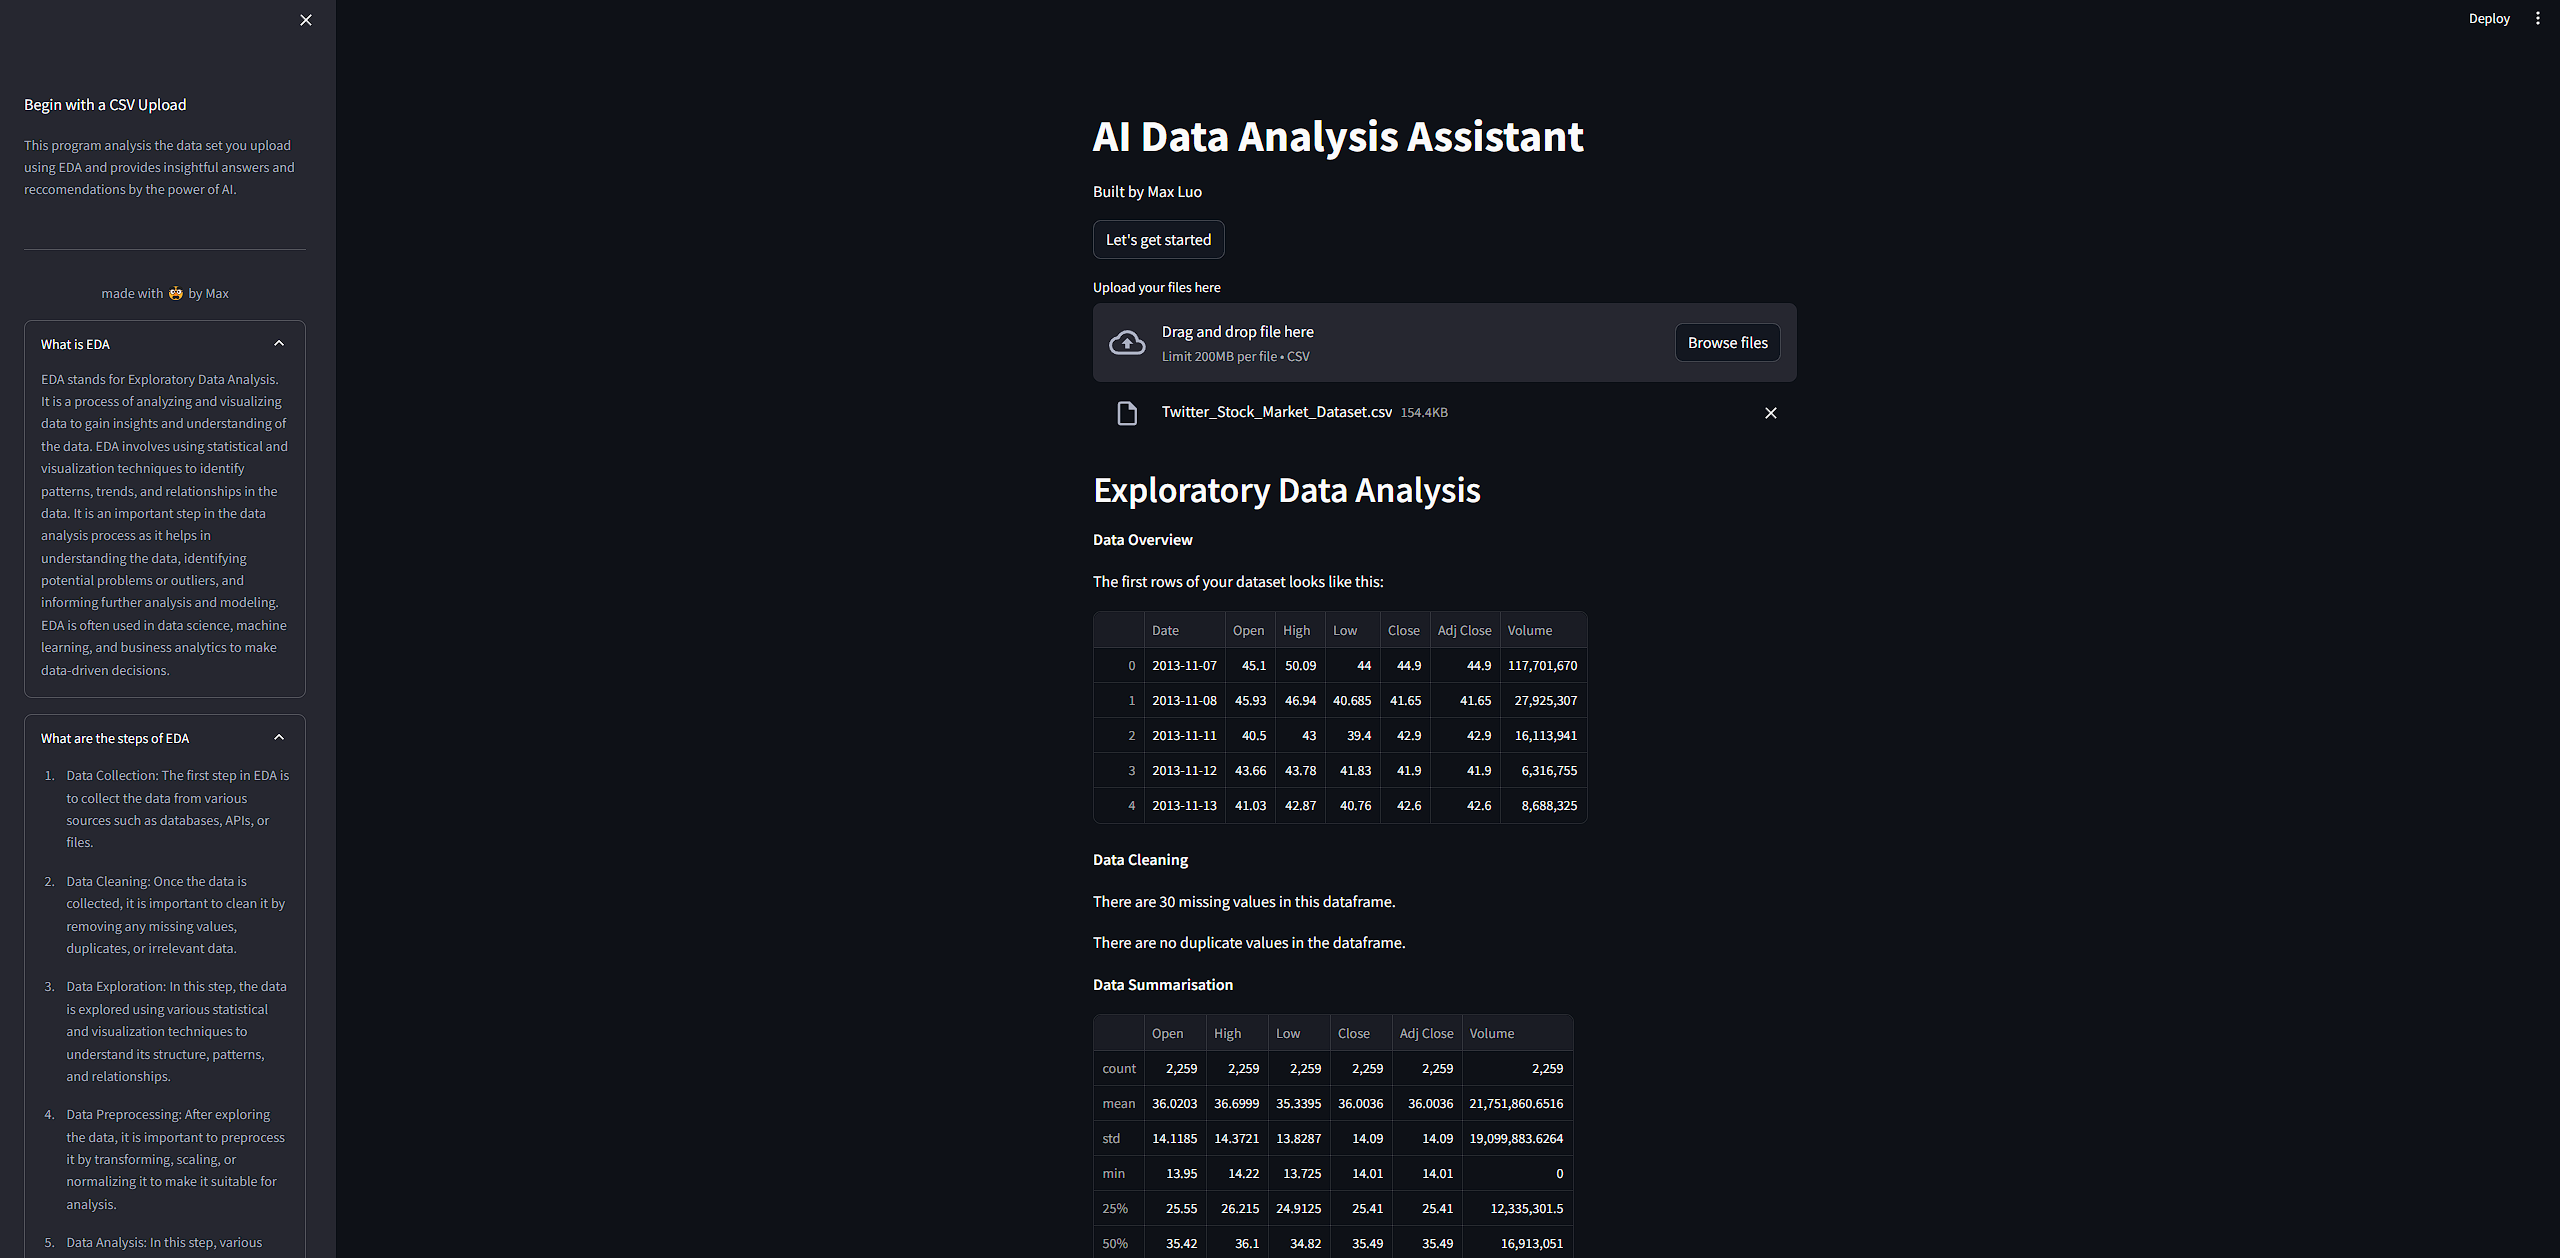 Deploy
Begin with a CSV Upload
This program analysis the data set you upload
using EDA and provides insightful answers and
reccomendations by the power of AI.
made with 🤖 by Max
What is EDA
EDA stands for Exploratory Data Analysis.
It is a process of analyzing and visualizing
data to gain insights and understanding of
the data. EDA involves using statistical and
visualization techniques to identify
patterns, trends, and relationships in the
data. It is an important step in the data
analysis process as it helps in
understanding the data, identifying
potential problems or outliers, and
informing further analysis and modeling.
EDA is often used in data science, machine
learning, and business analytics to make
data-driven decisions.
What are the steps of EDA
1. Data Collection: The first step in EDA is
to collect the data from various
sources such as databases, APIs, or
files.
2. Data Cleaning: Once the data is
collected, it is important to clean it by
removing any missing values,
duplicates, or irrelevant data.
3. Data Exploration: In this step, the data
is explored using various statistical
and visualization techniques to
understand its structure, patterns,
and relationships.
4. Data Preprocessing: After exploring
the data, it is important to preprocess
it by transforming, scaling, or
normalizing it to make it suitable for
analysis.
5. Data Analysis: In this step, various
AI Data Analysis Assistant
Built by Max Luo
Let's get started
Upload your files here
Drag and drop file here
Limit 200MB per file • CSV
Browse files
Twitter_Stock_Market_Dataset.csv 154.4KB
Exploratory Data Analysis
Data Overview
The first rows of your dataset looks like this:
Date Open High Low Close Adj Close Volume
0 2013-11-07 45.1 50.09 44 44.9 44.9 117,701,670
1 2013-11-08 45.93 46.94 40.685 41.65 41.65 27,925,307
2 2013-11-11 40.5 43 39.4 42.9 42.9 16,113,941
3 2013-11-12 43.66 43.78 41.83 41.9 41.9 6,316,755
4 2013-11-13 41.03 42.87 40.76 42.6 42.6 8,688,325
Data Cleaning
There are 30 missing values in this dataframe.
There are no duplicate values in the dataframe.
Data Summarisation
Open High Low Close Adj Close Volume
count 2,259 2,259 2,259 2,259 2,259 2,259
mean 36.0203 36.6999 35.3395 36.0036 36.0036 21,751,860.6516
std 14.1185 14.3721 13.8287 14.09 14.09 19,099,883.6264
min 13.95 14.22 13.725 14.01 14.01 0
25% 25.55 26.215 24.9125 25.41 25.41 12,335,301.5
50% 35.42 36.1 34.82 35.49 35.49 16,913,051